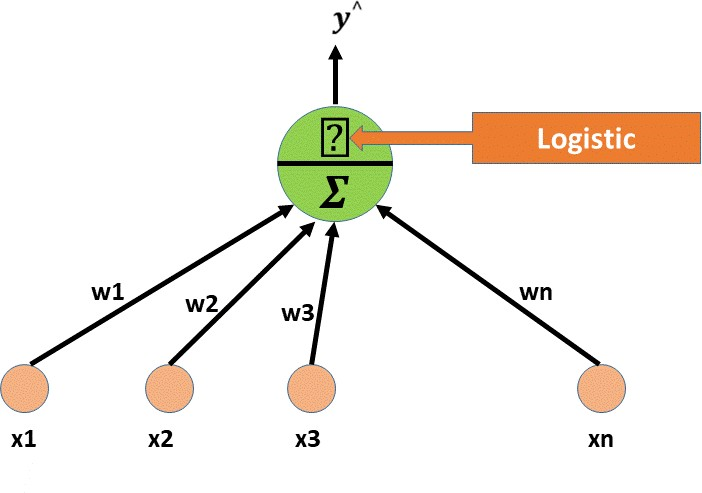 y^
?
Logistic
Σ
w1
w2
w3
wn
x1
x2
x3
xn